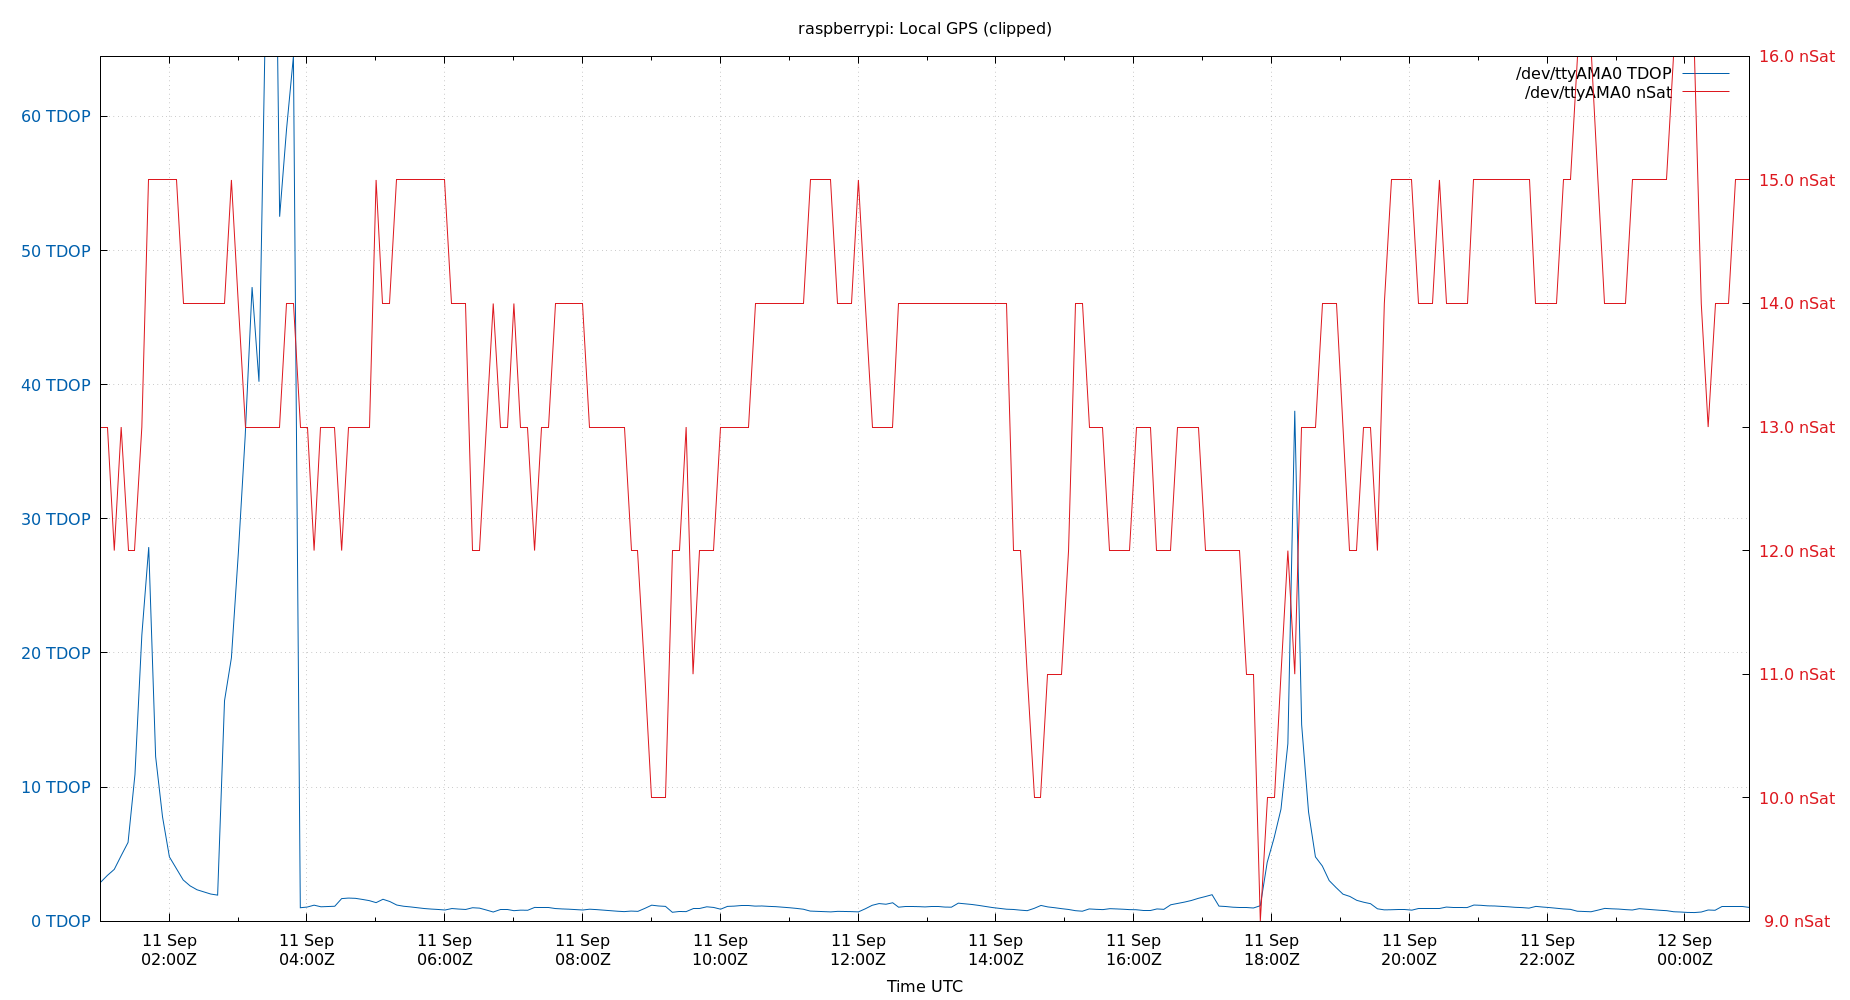 raspberrypi: Local GPS (clipped)
16.0 nSat
/dev/ttyAMA0 TDOP
/dev/ttyAMA0 nSat
60 TDOP
15.0 nSat
50 TDOP
14.0 nSat
40 TDOP
13.0 nSat
30 TDOP
12.0 nSat
20 TDOP
11.0 nSat
10 TDOP
10.0 nSat
0 TDOP
9.0 nSat
11 Sep 11 Sep 11 Sep 11 Sep 11 Sep 11 Sep 11 Sep 11 Sep 11 Sep 11 Sep 11 Sep 12 Sep
02:00Z 04:00Z 06:00Z 08:00Z 10:00Z 12:00Z 14:00Z 16:00Z 18:00Z 20:00Z 22:00Z 00:00Z
Time UTC